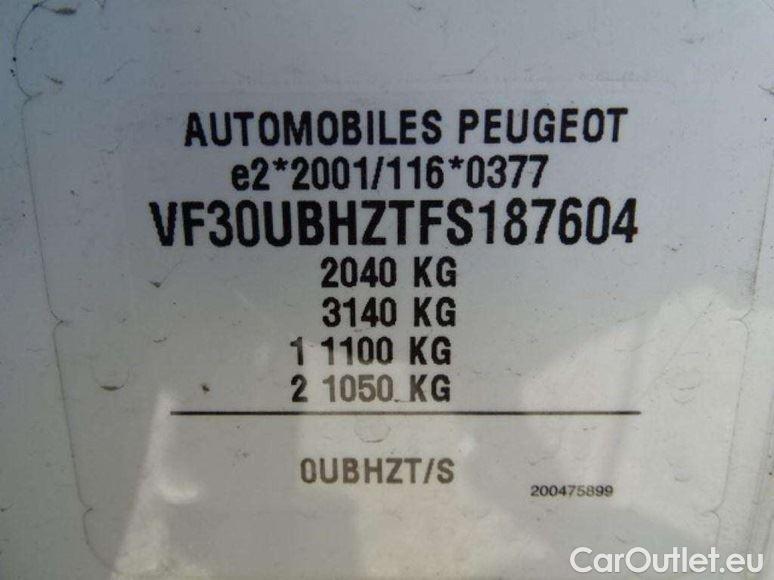 AUTOMOBILES PEUGEOT
e2*2001/116*0377
VF30UBHZTFS187604
2040 KG
3140 KG
1 1100 KG
2 1050 KG
0UBHZT/S
200475899
CarOutlet.eu